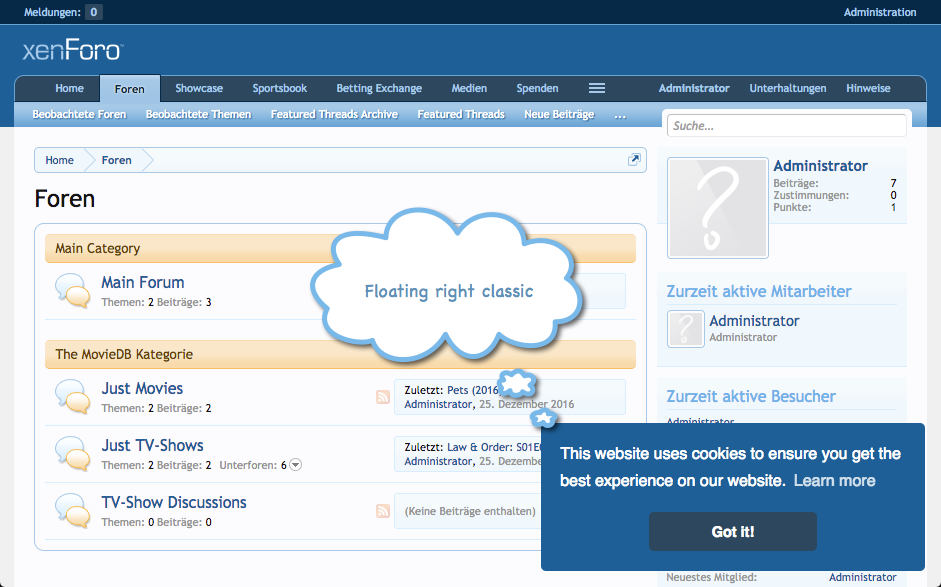 Meldungen: 0 Administration
xenForo™
Home Foren Showcase Sportsbook Betting Exchange Medien Spenden Administrator Unterhaltungen Hinweise
Beobachtete Foren Beobachtete Themen Featured Threads Archive Featured Threads Neue Beiträge ...
Suche...
Home Foren
Foren
Main Category
Main Forum
Themen: 2 Beiträge: 3
Floating right classic
The MovieDB Kategorie
Just Movies
Themen: 2 Beiträge: 2
Zuletzt: Pets (2016
Administrator, 25. Dezember 2016
Just TV-Shows
Themen: 2 Beiträge: 2 Unterforen: 6
Zuletzt: Law & Order: S01E
Administrator, 25. Dezembe
TV-Show Discussions
Themen: 0 Beiträge: 0
(Keine Beiträge enthalten)
Administrator
Beiträge: 7
Zustimmungen: 0
Punkte: 1
Zurzeit aktive Mitarbeiter
Administrator
Administrator
Zurzeit aktive Besucher
Administrator
This website uses cookies to ensure you get the
best experience on our website. Learn more
Got it!
Neuestes Mitglied: Administrator